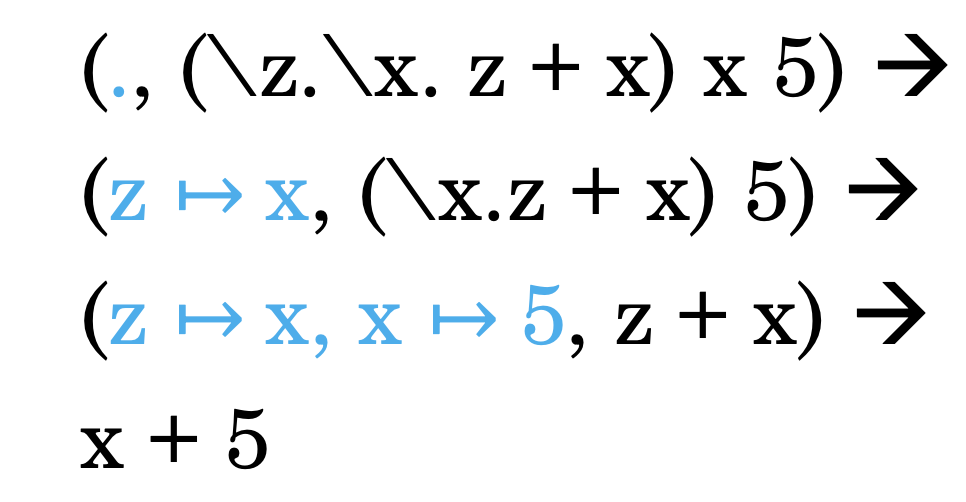 (., (\z.\x. z + x) x 5) →
(z ↦ x, (\x.z + x) 5) →
(z ↦ x, x ↦ 5, z + x) →
x + 5